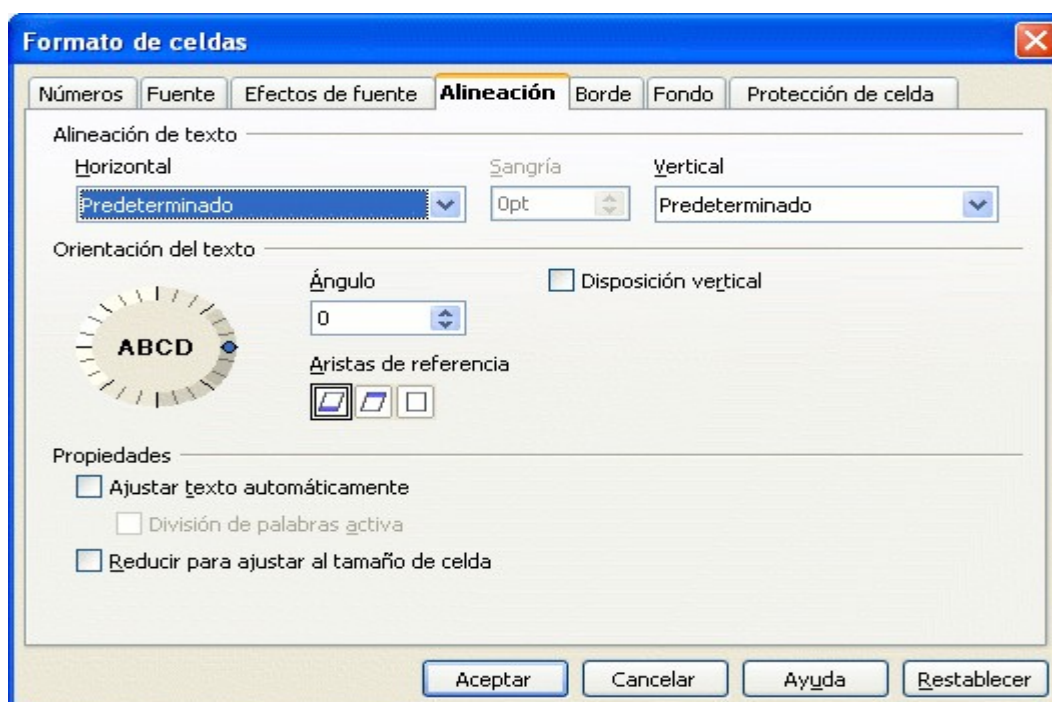 Formato de celdas
Números Fuente Efectos de fuente Alineación Borde Fondo Protección de celda
Alineación de texto
Horizontal Sangría Vertical
Predeterminado 0pt Predeterminado
Orientación del texto
Ángulo Disposición vertical
ABCD 0
Aristas de referencia
Propiedades
Ajustar texto automáticamente
División de palabras activa
Reducir para ajustar al tamaño de celda
Aceptar Cancelar Ayuda Restablecer